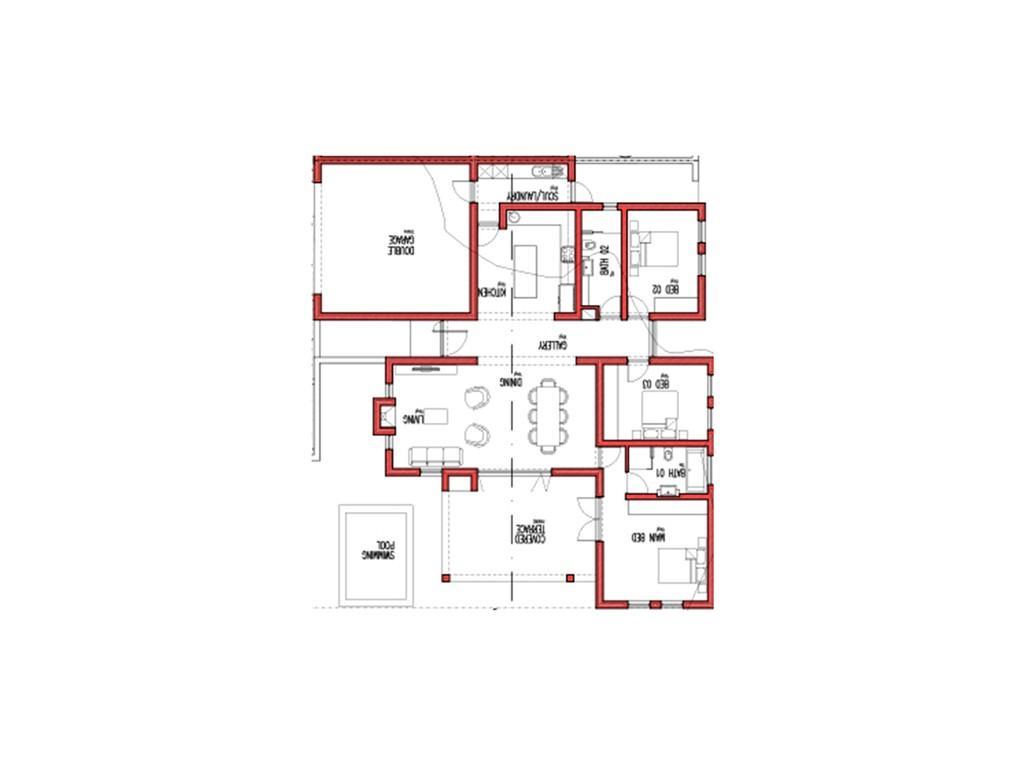 SCUL/LAUNDRY
DOUBLE
GARAGE
KITCHEN
BATH 02
BED 02
GALLERY
DINING
LIVING
BED 03
BATH 01
MAIN BED
COVERED
TERRACE
SWIMMING
POOL